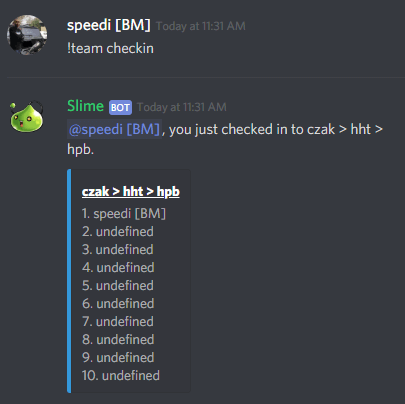 speedi [BM] Today at 11:31 AM
!team checkin
Slime BOT Today at 11:31 AM
@speedi [BM], you just checked in to czak > hht >
hpb.
czak > hht > hpb
1. speedi [BM]
2. undefined
3. undefined
4. undefined
5. undefined
6. undefined
7. undefined
8. undefined
9. undefined
10. undefined